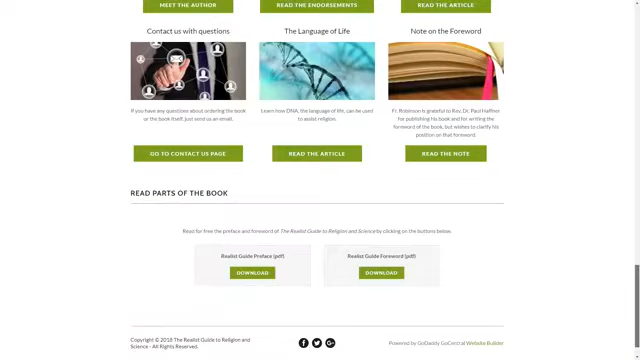 MEET THE AUTHOR
READ THE ENDORSEMENTS
READ THE ARTICLE
Contact us with questions
The Language of Life
Note on the Foreword
If you have any questions about ordering the book
or the book itself, just send us an email.
Learn how DNA, the language of life, can be used
to assist religion.
Fr. Robinson is grateful to Rev. Dr. Paul Haffner
for publishing his book and for writing the
foreword of the book, but wishes to clarify his
position on that foreword.
GO TO CONTACT US PAGE
READ THE ARTICLE
READ THE NOTE
READ PARTS OF THE BOOK
Read for free the preface and foreword of The Realist Guide to Religion and Science by clicking on the buttons below.
Realist Guide Preface (pdf)
Realist Guide Foreword (pdf)
DOWNLOAD
DOWNLOAD
Copyright © 2018 The Realist Guide to Religion and
Science - All Rights Reserved.
Powered by GoDaddy GoCentral Website Builder